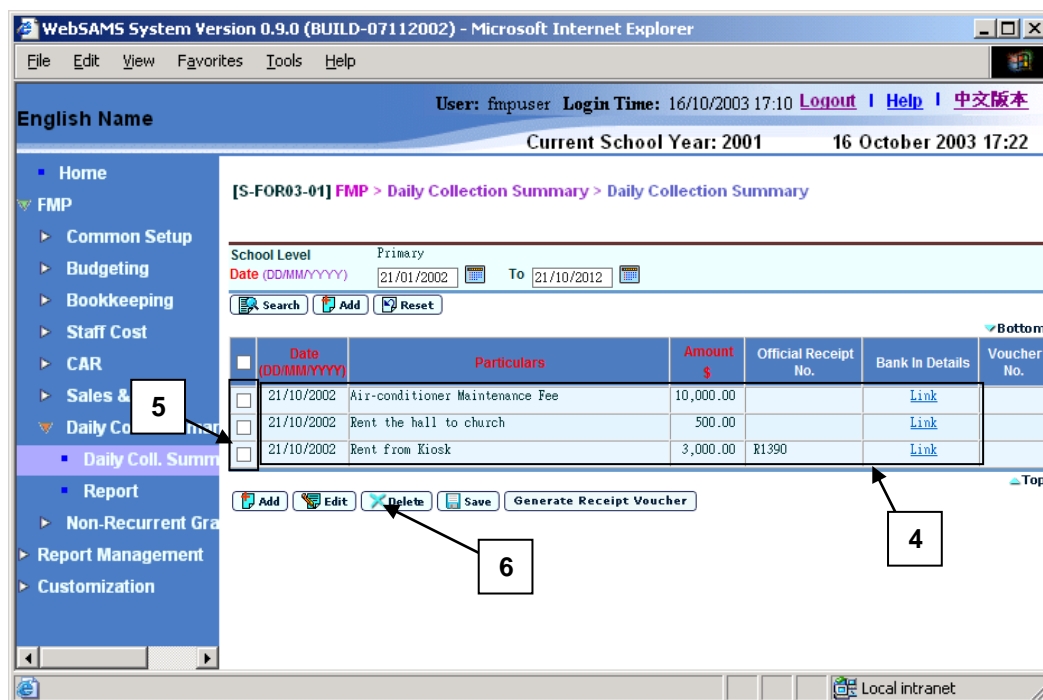 WebSAMS System Version 0.9.0 (BUILD-07112002) - Microsoft Internet Explorer
File Edit View Favorites Tools Help
English Name
User: fmpuser Login Time: 16/10/2003 17:10 Logout | Help | 中文版本
Current School Year: 2001 16 October 2003 17:22
Home
FMP
Common Setup
Budgeting
Bookkeeping
Staff Cost
CAR
Sales &
Daily Co mar
Daily Coll. Summ
Report
Non-Recurrent Gra
Report Management
Customization
[S-FOR03-01] FMP > Daily Collection Summary > Daily Collection Summary
School Level Primary
Date (DD/MM/YYYY) 21/01/2002 To 21/10/2012
Search Add Reset
Bottom
Date (DD/MM/YYYY) Particulars Amount $ Official Receipt No. Bank In Details Voucher No.
21/10/2002 Air-conditioner Maintenance Fee 10,000.00 Link
21/10/2002 Rent the hall to church 500.00 Link
21/10/2002 Rent from Kiosk 3,000.00 R1390 Link
Top
Add Edit Delete Save Generate Receipt Voucher
5
4
6
Local intranet